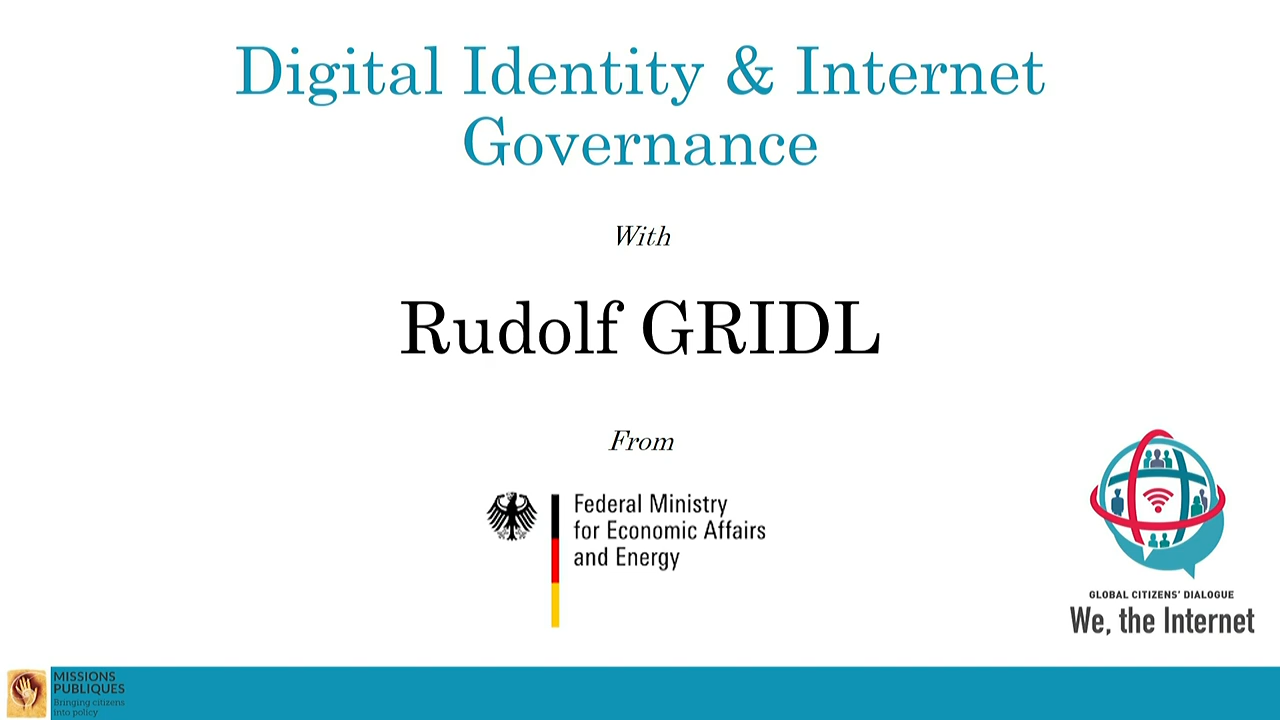 Digital Identity & Internet
Governance
With
Rudolf GRIDL
From
Federal Ministry
for Economic Affairs
and Energy
GLOBAL CITIZENS' DIALOGUE
We, the Internet
MISSIONS
PUBLIQUES
Bringing citizens
into policy